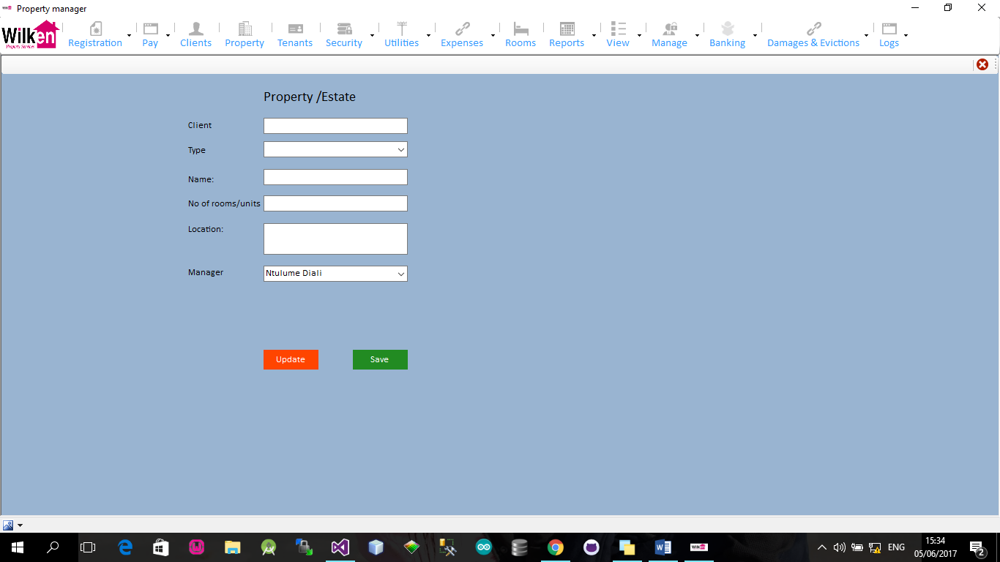 Property manager
Wilken
Property Services
Registration Pay Clients Property Tenants Security Utilities Expenses Rooms Reports View Manage Banking Damages & Evictions Logs
Property /Estate
Client
Type
Name:
No of rooms/units
Location:
Manager Ntulume Diali
Update Save
ENG
15:34
05/06/2017
2